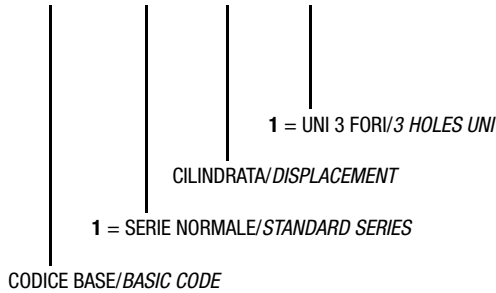 1 = UNI 3 FORI/3 HOLES UNI
CILINDRATA/DISPLACEMENT
1 = SERIE NORMALE/STANDARD SERIES
CODICE BASE/BASIC CODE